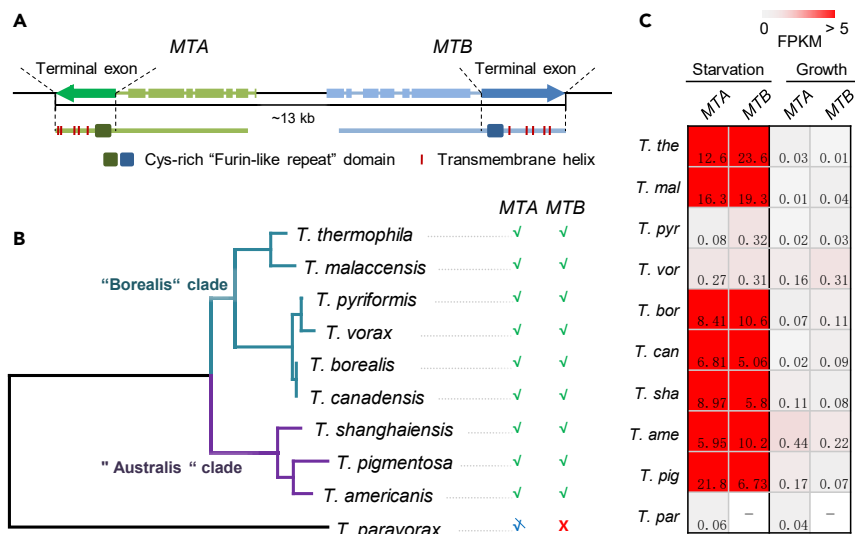 A
MTA
MTB
Terminal exon
Terminal exon
~13 kb
Cys-rich “Furin-like repeat” domain
Transmembrane helix
B
MTA MTB
“Borealis“ clade
" Australis “ clade
T. thermophila √ √
T. malaccensis √ √
T. pyriformis √ √
T. vorax √ √
T. borealis √ √
T. canadensis √ √
T. shanghaiensis √ √
T. pigmentosa √ √
T. americanis √ √
T. paravorax √ X
C
0 > 5
FPKM
Starvation Growth
MTA MTB MTA MTB
T. the 12.6 23.6 0.03 0.01
T. mal 16.3 19.3 0.01 0.04
T. pyr 0.08 0.32 0.02 0.03
T. vor 0.27 0.31 0.16 0.31
T. bor 8.41 10.6 0.07 0.11
T. can 6.81 5.06 0.02 0.09
T. sha 8.97 5.8 0.11 0.08
T. ame 5.95 10.2 0.44 0.22
T. pig 21.8 6.73 0.17 0.07
T. par 0.06 – 0.04 –